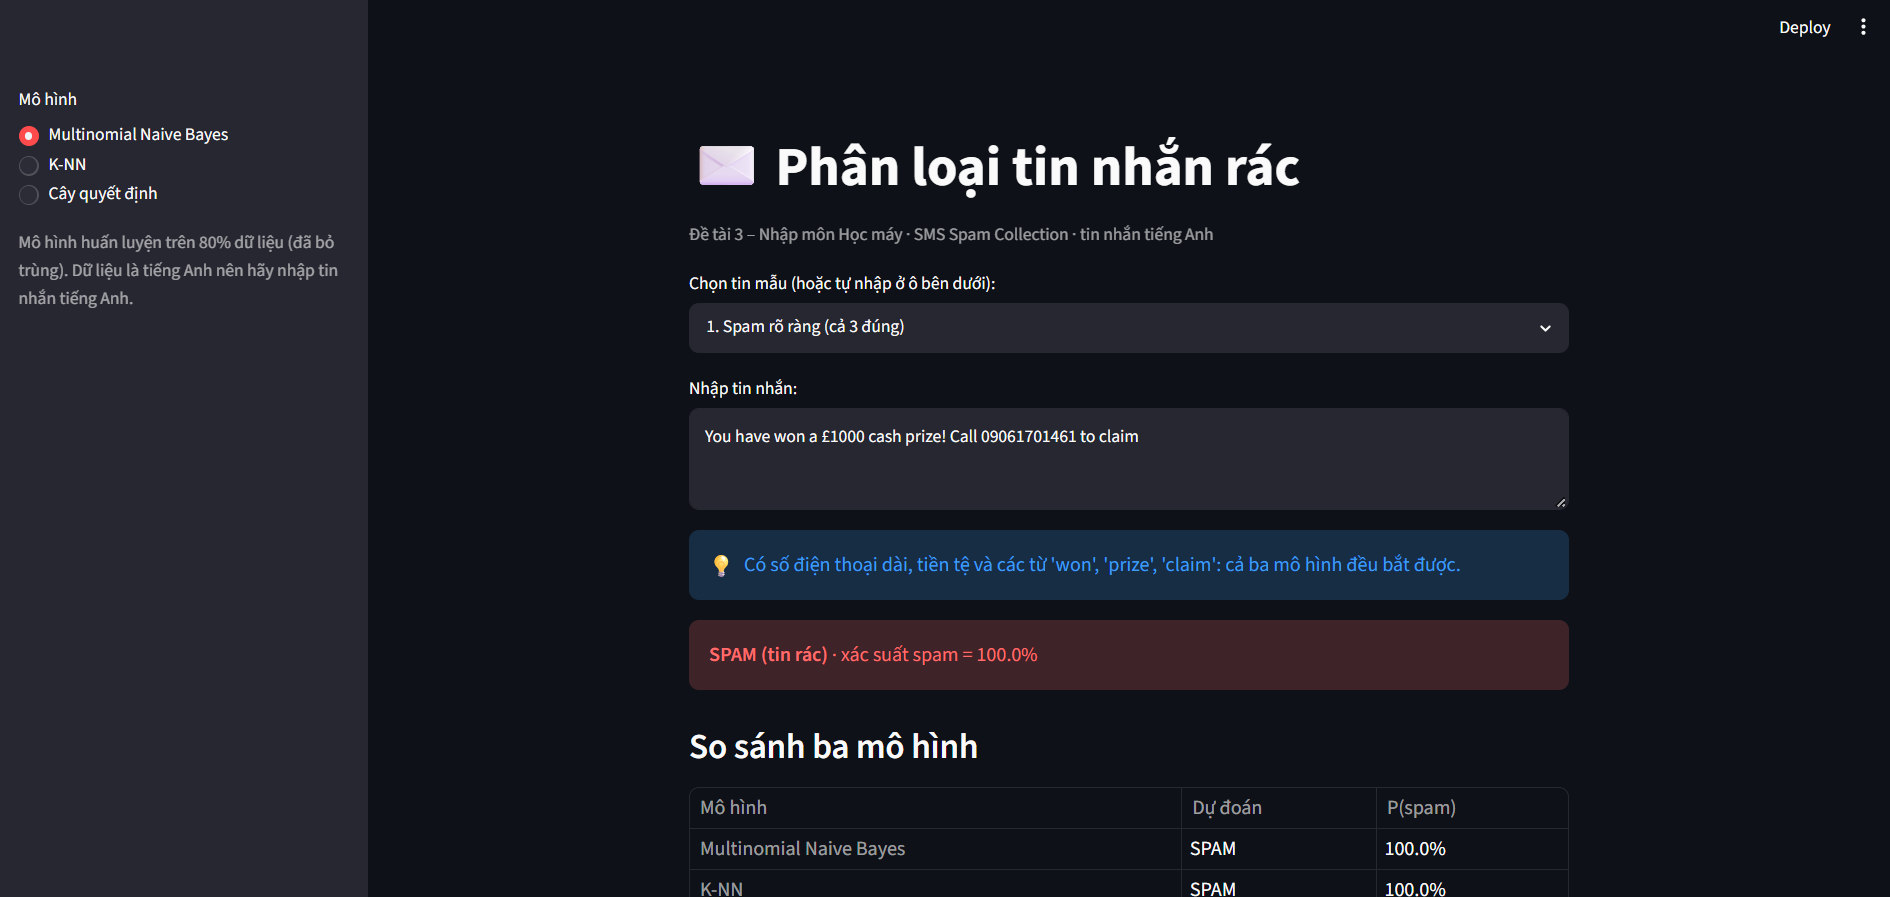 Deploy
Mô hình
Multinomial Naive Bayes
K-NN
Cây quyết định
Mô hình huấn luyện trên 80% dữ liệu (đã bỏ
trùng). Dữ liệu là tiếng Anh nên hãy nhập tin
nhắn tiếng Anh.
Phân loại tin nhắn rác
Đề tài 3 – Nhập môn Học máy · SMS Spam Collection · tin nhắn tiếng Anh
Chọn tin mẫu (hoặc tự nhập ở ô bên dưới):
1. Spam rõ ràng (cả 3 đúng)
Nhập tin nhắn:
You have won a £1000 cash prize! Call 09061701461 to claim
Có số điện thoại dài, tiền tệ và các từ 'won', 'prize', 'claim': cả ba mô hình đều bắt được.
SPAM (tin rác) · xác suất spam = 100.0%
So sánh ba mô hình
Mô hình Dự đoán P(spam)
Multinomial Naive Bayes SPAM 100.0%
K-NN SPAM 100.0%